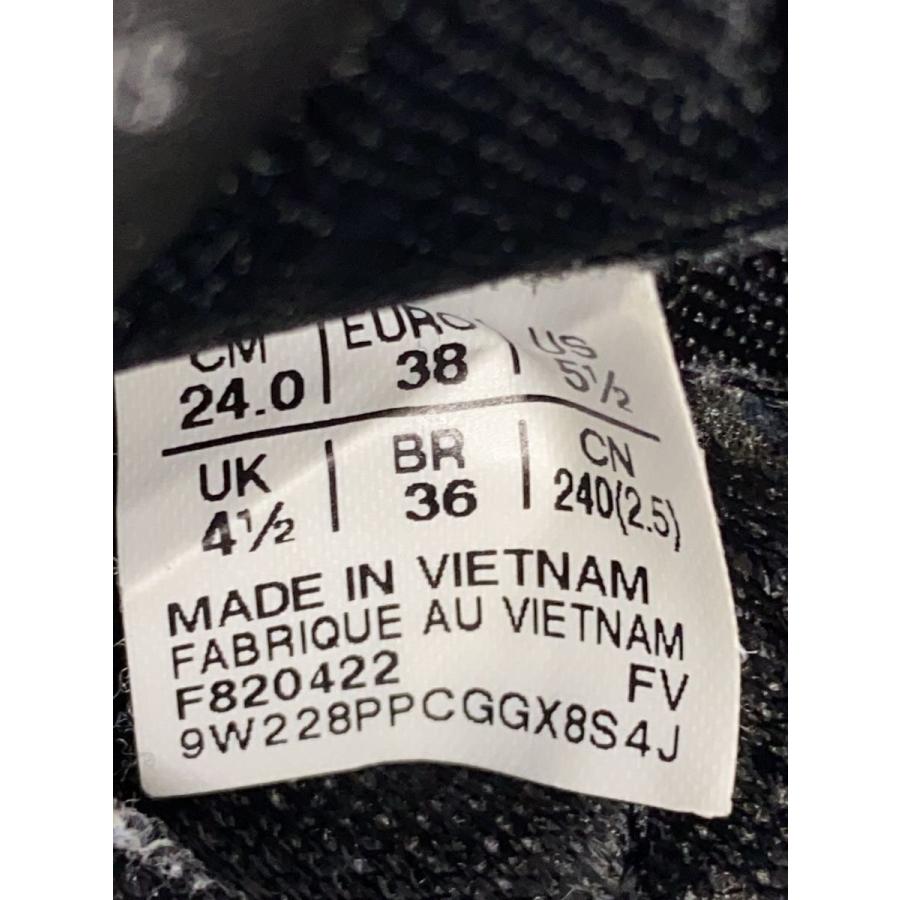 CM | EURO | US
24.0 | 38 | 5½
UK | BR | CN
4½ | 36 | 240(2.5)
MADE IN VIETNAM
FABRIQUE AU VIETNAM
F820422 FV
9W228PPCGGX8S4J